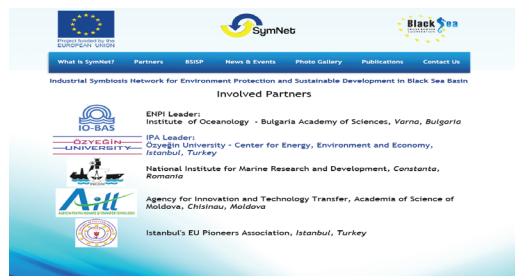 Project funded by the
EUROPEAN UNION
SymNet
Black Sea
What is SymNet?
Partners
BSISP
News & Events
Photo Gallery
Publications
Contact Us
Industrial Symbiosis Network for Environment Protection and Sustainable Development in Black Sea Basin
Involved Partners
IO-BAS
ENPI Leader:
Institute of Oceanology - Bulgaria Academy of Sciences, Varna, Bulgaria
ÖZYEĞİN
UNIVERSITY
IPA Leader:
Özyeğin University - Center for Energy, Environment and Economy,
Istanbul, Turkey
National Institute for Marine Research and Development, Constanta,
Romania
Aitt
Agency for Innovation and Technology Transfer, Academia of Science of
Moldova, Chisinau, Moldova
Istanbul's EU Pioneers Association, Istanbul, Turkey